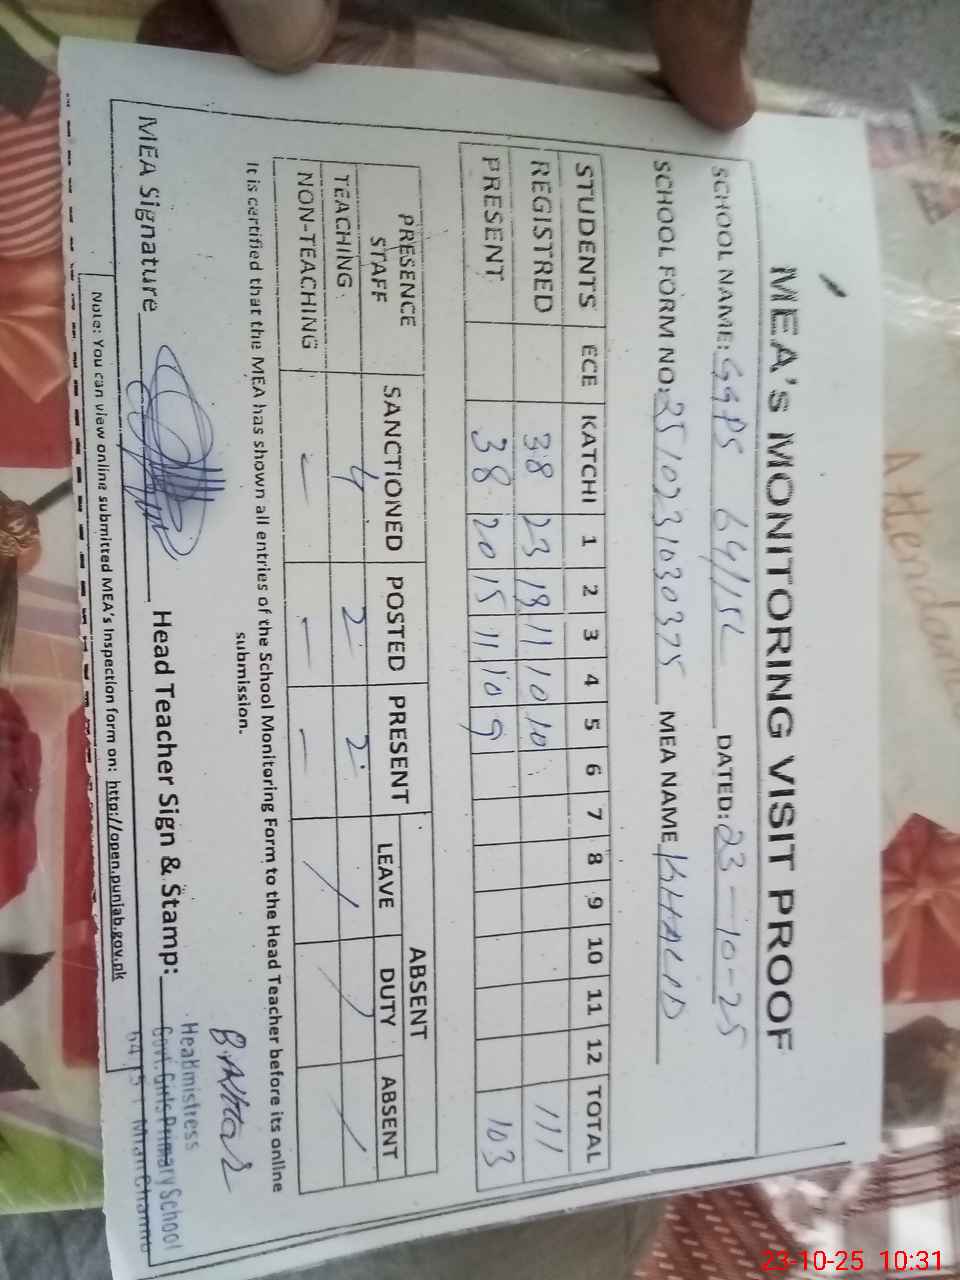 MEA's MONITORING VISIT PROOF
SCHOOL NAME: GGPS 64/15L DATED: 23-10-25
SCHOOL FORM NO: 3510231030375 MEA NAME KHALID
STUDENTS ECE KATCHI 1 2 3 4 5 6 7 8 9 10 11 12 TOTAL
REGISTRED 38 23 19 11 10 10 111
PRESENT 38 20 15 11 10 9 103
PRESENCE STAFF SANCTIONED POSTED PRESENT ABSENT
LEAVE DUTY ABSENT
TEACHING 4 2 2 / / /
NON-TEACHING - - - /
It is certified that the MEA has shown all entries of the School Monitoring Form to the Head Teacher before its online
submission.
MEA Signature Head Teacher Sign & Stamp:
Headmistress
Govt. Girls Primary School
Note: You can view online submitted MEA's Inspection form on: http://open.punjab.gov.pk
Attendanc
23-10-25 10:31